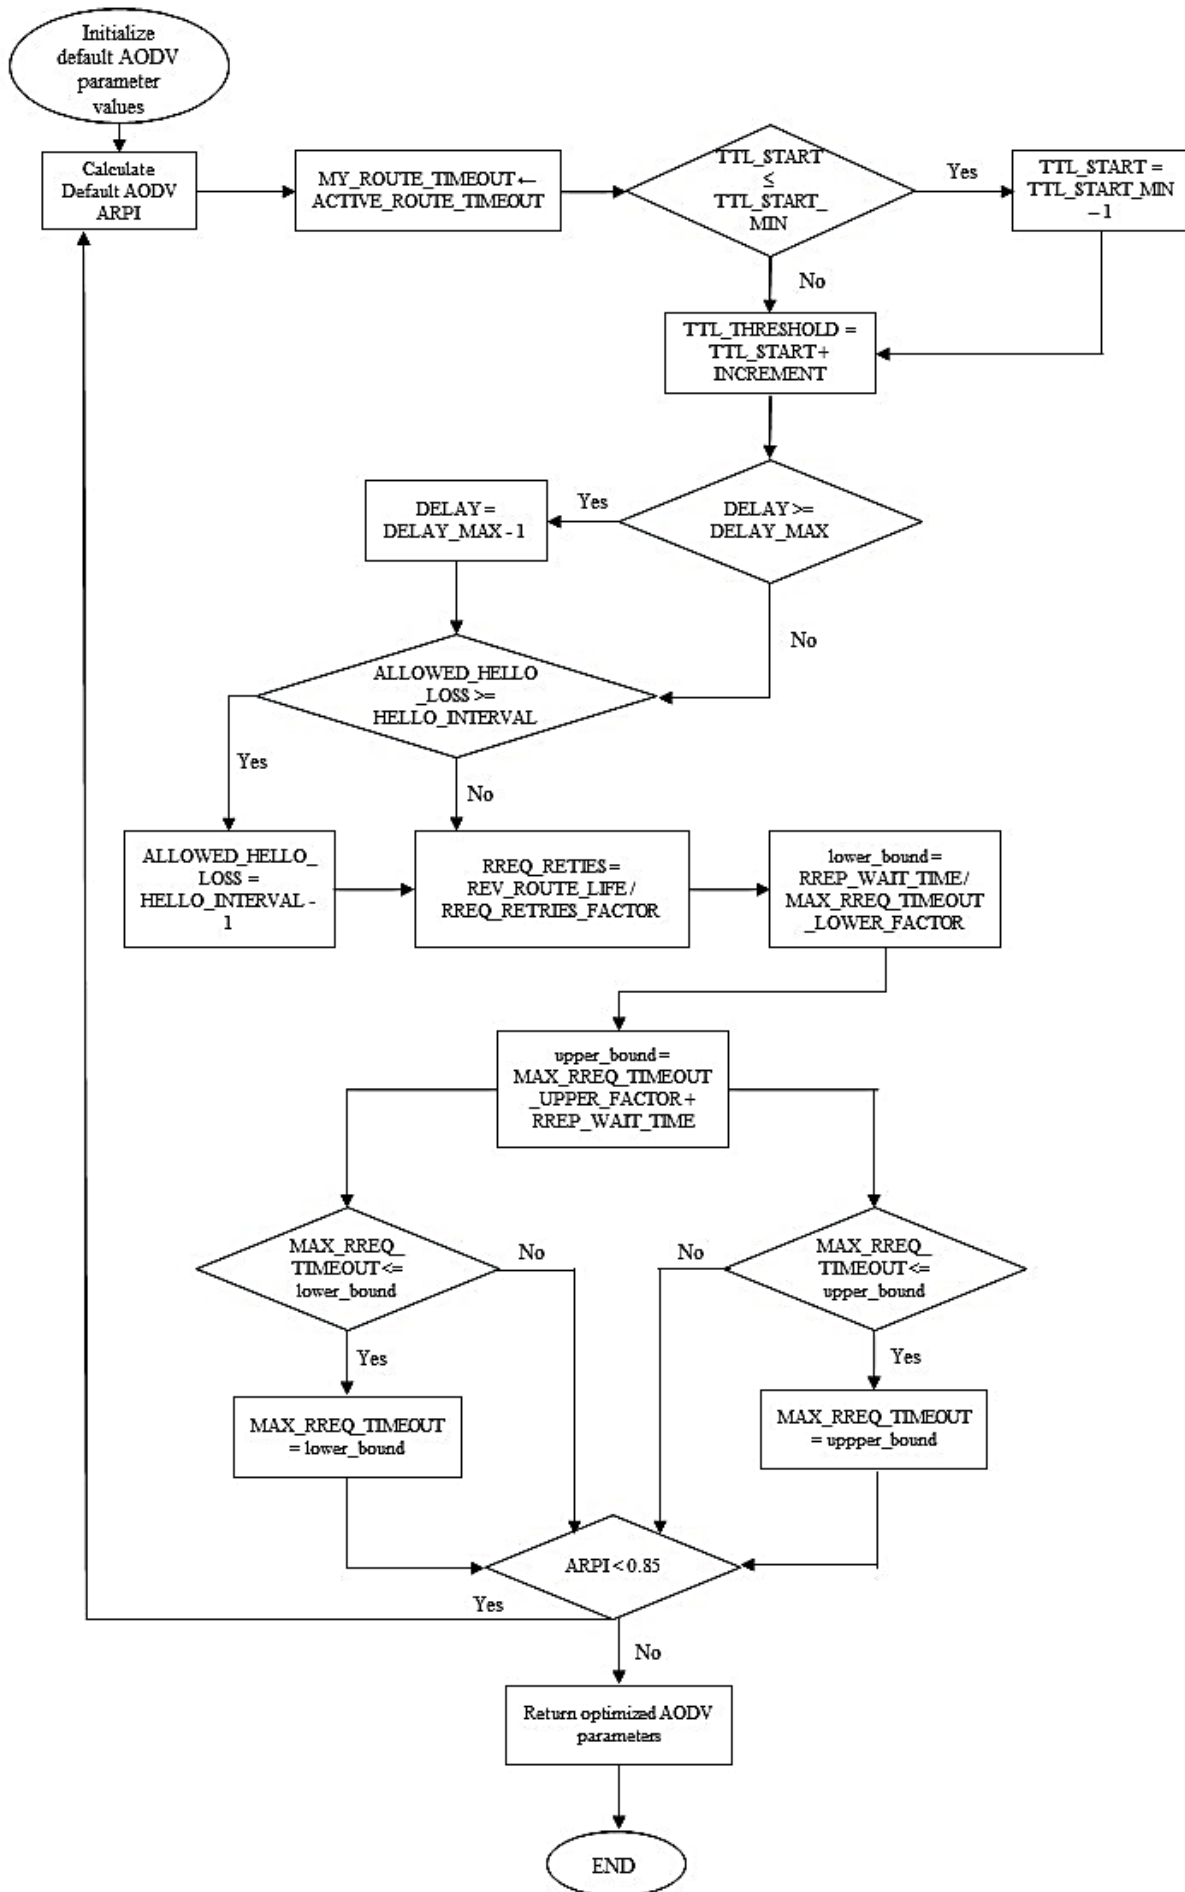 Initialize
default AODV
parameter
values
Calculate
Default AODV
ARPI
MY_ROUTE_TIMEOUT ←
ACTIVE_ROUTE_TIMEOUT
TTL_START
≤
TTL_START_
MIN
Yes
TTL_START =
TTL_START_MIN
– 1
No
TTL_THRESHOLD =
TTL_START +
INCREMENT
DELAY >=
DELAY_MAX
Yes
DELAY =
DELAY_MAX - 1
No
ALLOWED_HELLO
_LOSS >=
HELLO_INTERVAL
Yes
No
ALLOWED_HELLO_
LOSS =
HELLO_INTERVAL -
1
RREQ_RETIES =
REV_ROUTE_LIFE /
RREQ_RETRIES_FACTOR
lower_bound =
RREP_WAIT_TIME /
MAX_RREQ_TIMEOUT
_LOWER_FACTOR
upper_bound =
MAX_RREQ_TIMEOUT
_UPPER_FACTOR +
RREP_WAIT_TIME
MAX_RREQ_
TIMEOUT <=
lower_bound
No
No
MAX_RREQ_
TIMEOUT <=
upper_bound
Yes
Yes
MAX_RREQ_TIMEOUT
= lower_bound
MAX_RREQ_TIMEOUT
= uppper_bound
ARPI < 0.85
Yes
No
Return optimized AODV
parameters
END